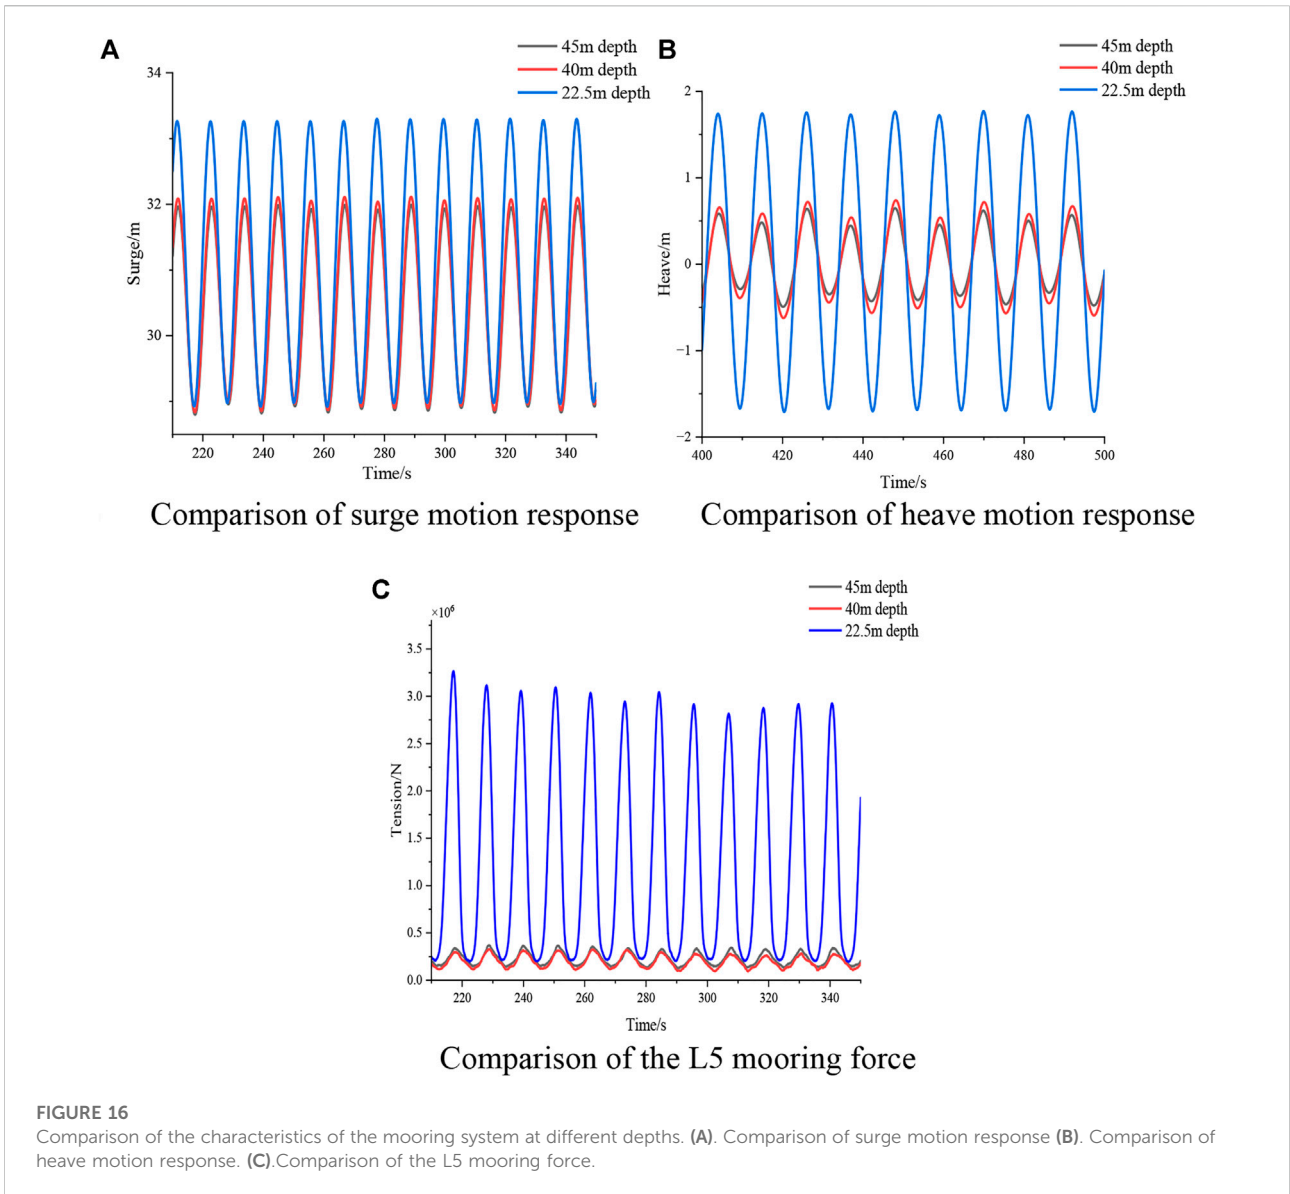 A
45m depth
40m depth
22.5m depth
34
32
30
Surge/m
220 240 260 280 300 320 340
Time/s
Comparison of surge motion response
B
45m depth
40m depth
22.5m depth
2
1
0
−1
−2
Heave/m
400 420 440 460 480 500
Time/s
Comparison of heave motion response
C
45m depth
40m depth
22.5m depth
×10⁶
3.5
3.0
2.5
2.0
1.5
1.0
0.5
0.0
Tension/N
220 240 260 280 300 320 340
Time/s
Comparison of the L5 mooring force
FIGURE 16
Comparison of the characteristics of the mooring system at different depths. (A). Comparison of surge motion response (B). Comparison of
heave motion response. (C).Comparison of the L5 mooring force.